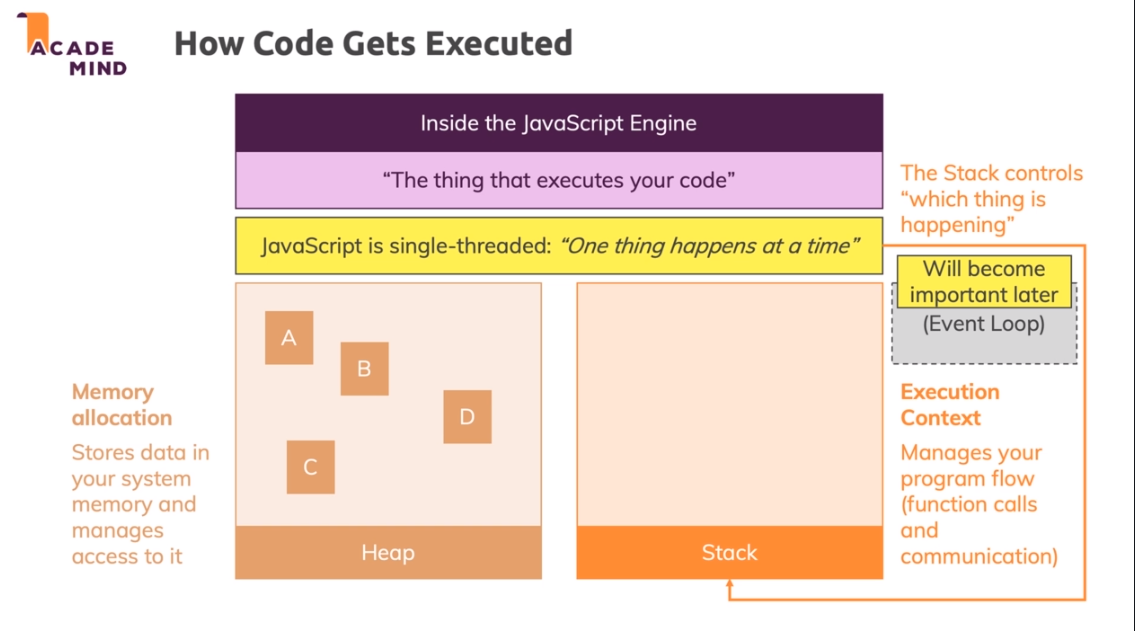 ACADE
MIND
How Code Gets Executed
Inside the JavaScript Engine
“The thing that executes your code”
JavaScript is single-threaded: “One thing happens at a time”
The Stack controls
“which thing is
happening”
Will become
important later
(Event Loop)
A
B
D
C
Memory
allocation
Stores data in
your system
memory and
manages
access to it
Heap
Stack
Execution
Context
Manages your
program flow
(function calls
and
communication)